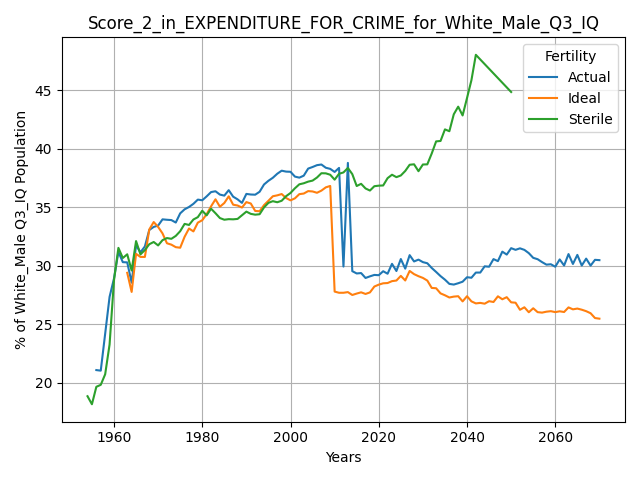 Score_2_in_EXPENDITURE_FOR_CRIME_for_White_Male_Q3_IQ
% of White_Male Q3_IQ Population
45
40
35
30
25
20
Fertility
Actual
Ideal
Sterile
1960 1980 2000 2020 2040 2060
Years